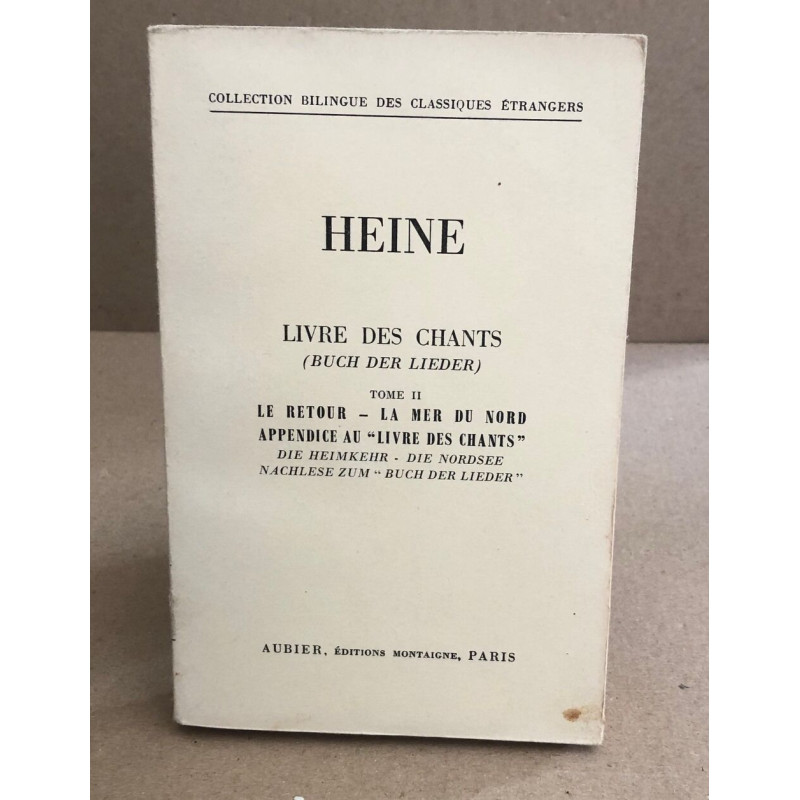 COLLECTION BILINGUE DES CLASSIQUES ÉTRANGERS
HEINE
LIVRE DES CHANTS
(BUCH DER LIEDER)
TOME II
LE RETOUR – LA MER DU NORD
APPENDICE AU "LIVRE DES CHANTS"
DIE HEIMKEHR - DIE NORDSEE
NACHLESE ZUM "BUCH DER LIEDER"
AUBIER, ÉDITIONS MONTAIGNE, PARIS